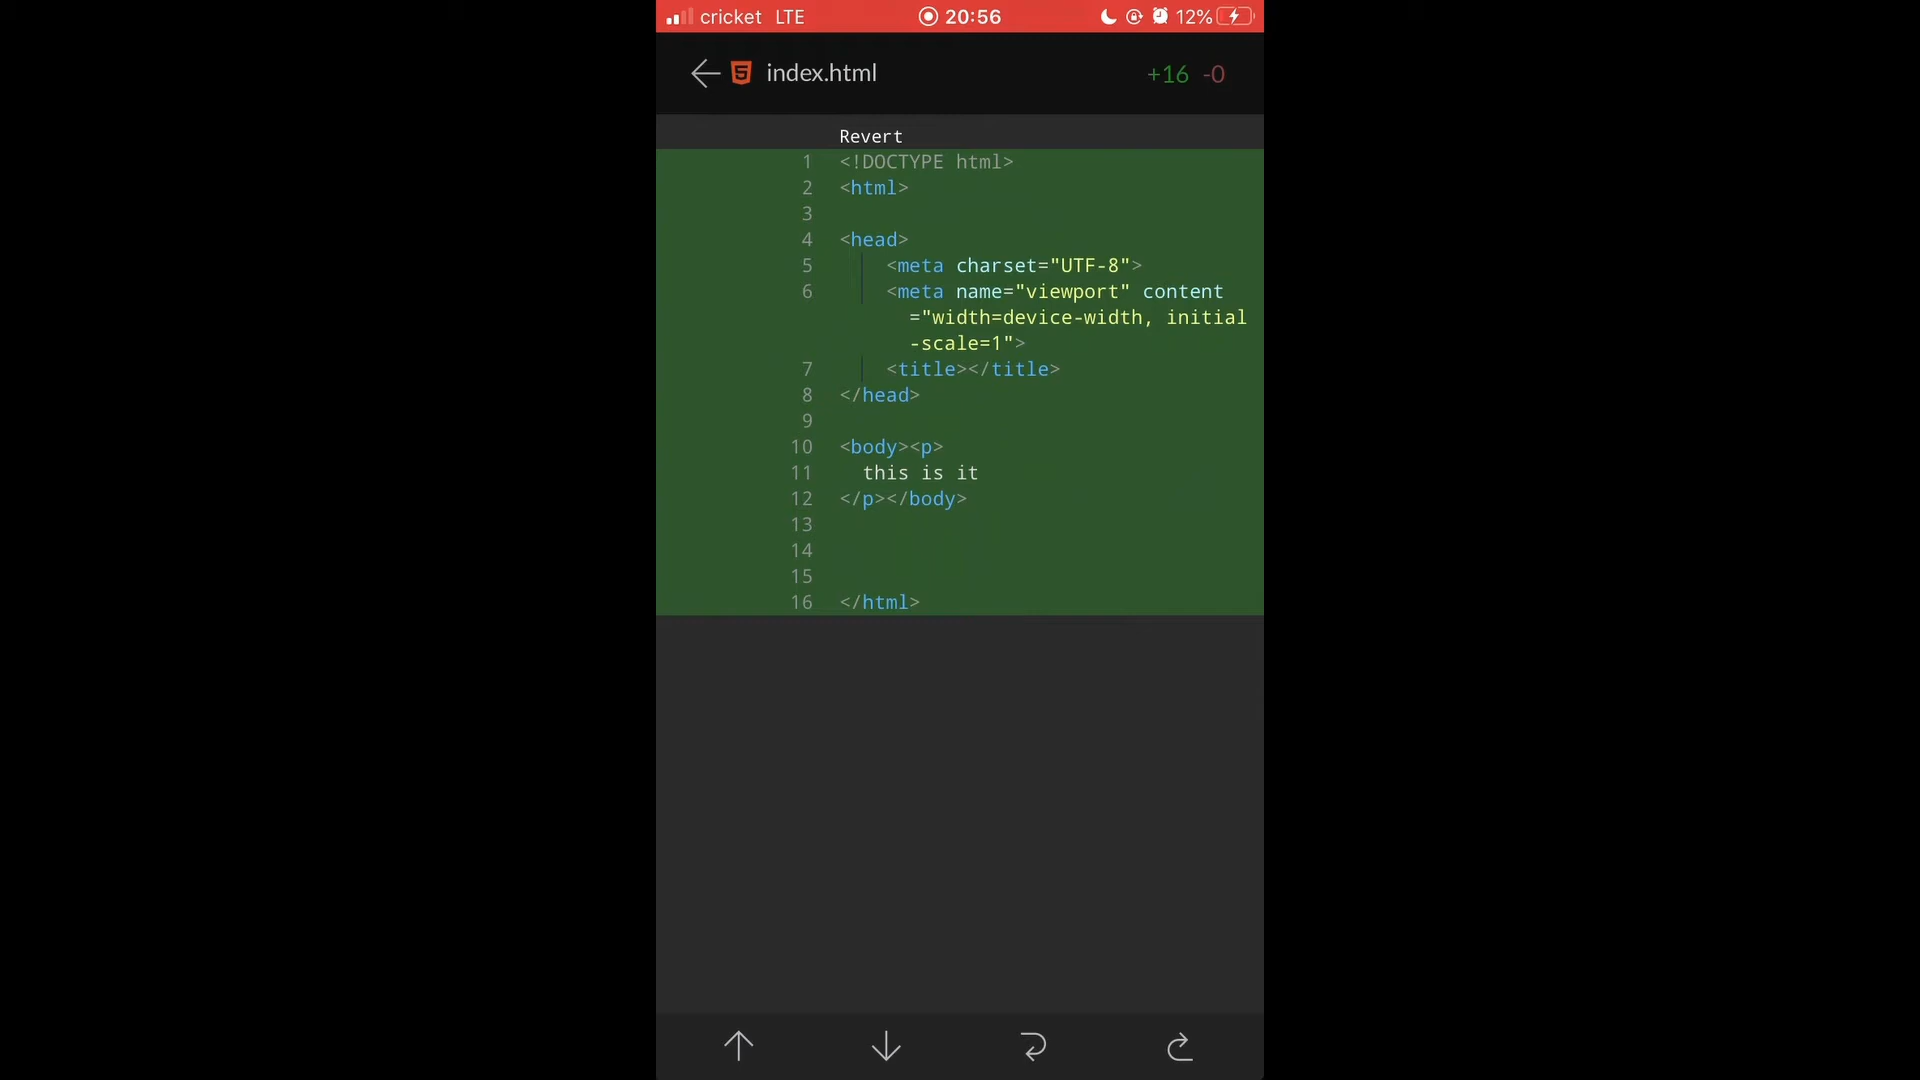 cricket LTE 20:56 12%
index.html +16 -0
Revert
1 <!DOCTYPE html>
2 <html>
3
4 <head>
5 <meta charset="UTF-8">
6 <meta name="viewport" content
="width=device-width, initial
-scale=1">
7 <title></title>
8 </head>
9
10 <body><p>
11 this is it
12 </p></body>
13
14
15
16 </html>